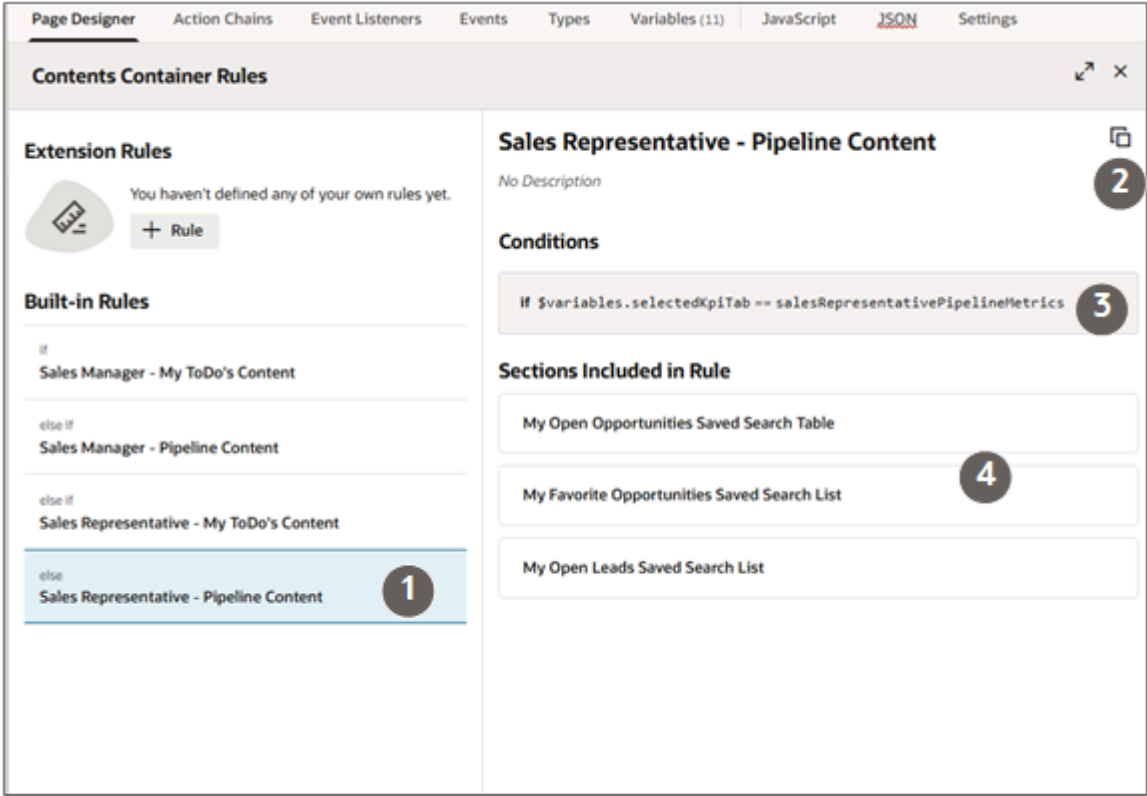 Page Designer Action Chains Event Listeners Events Types Variables (11) JavaScript JSON Settings
Contents Container Rules
Extension Rules
You haven't defined any of your own rules yet.
+ Rule
Built-in Rules
if
Sales Manager - My ToDo's Content
else if
Sales Manager - Pipeline Content
else if
Sales Representative - My ToDo's Content
else
Sales Representative - Pipeline Content
1
Sales Representative - Pipeline Content
2
No Description
Conditions
if $variables.selectedKpiTab == salesRepresentativePipelineMetrics
3
Sections Included in Rule
My Open Opportunities Saved Search Table
4
My Favorite Opportunities Saved Search List
My Open Leads Saved Search List